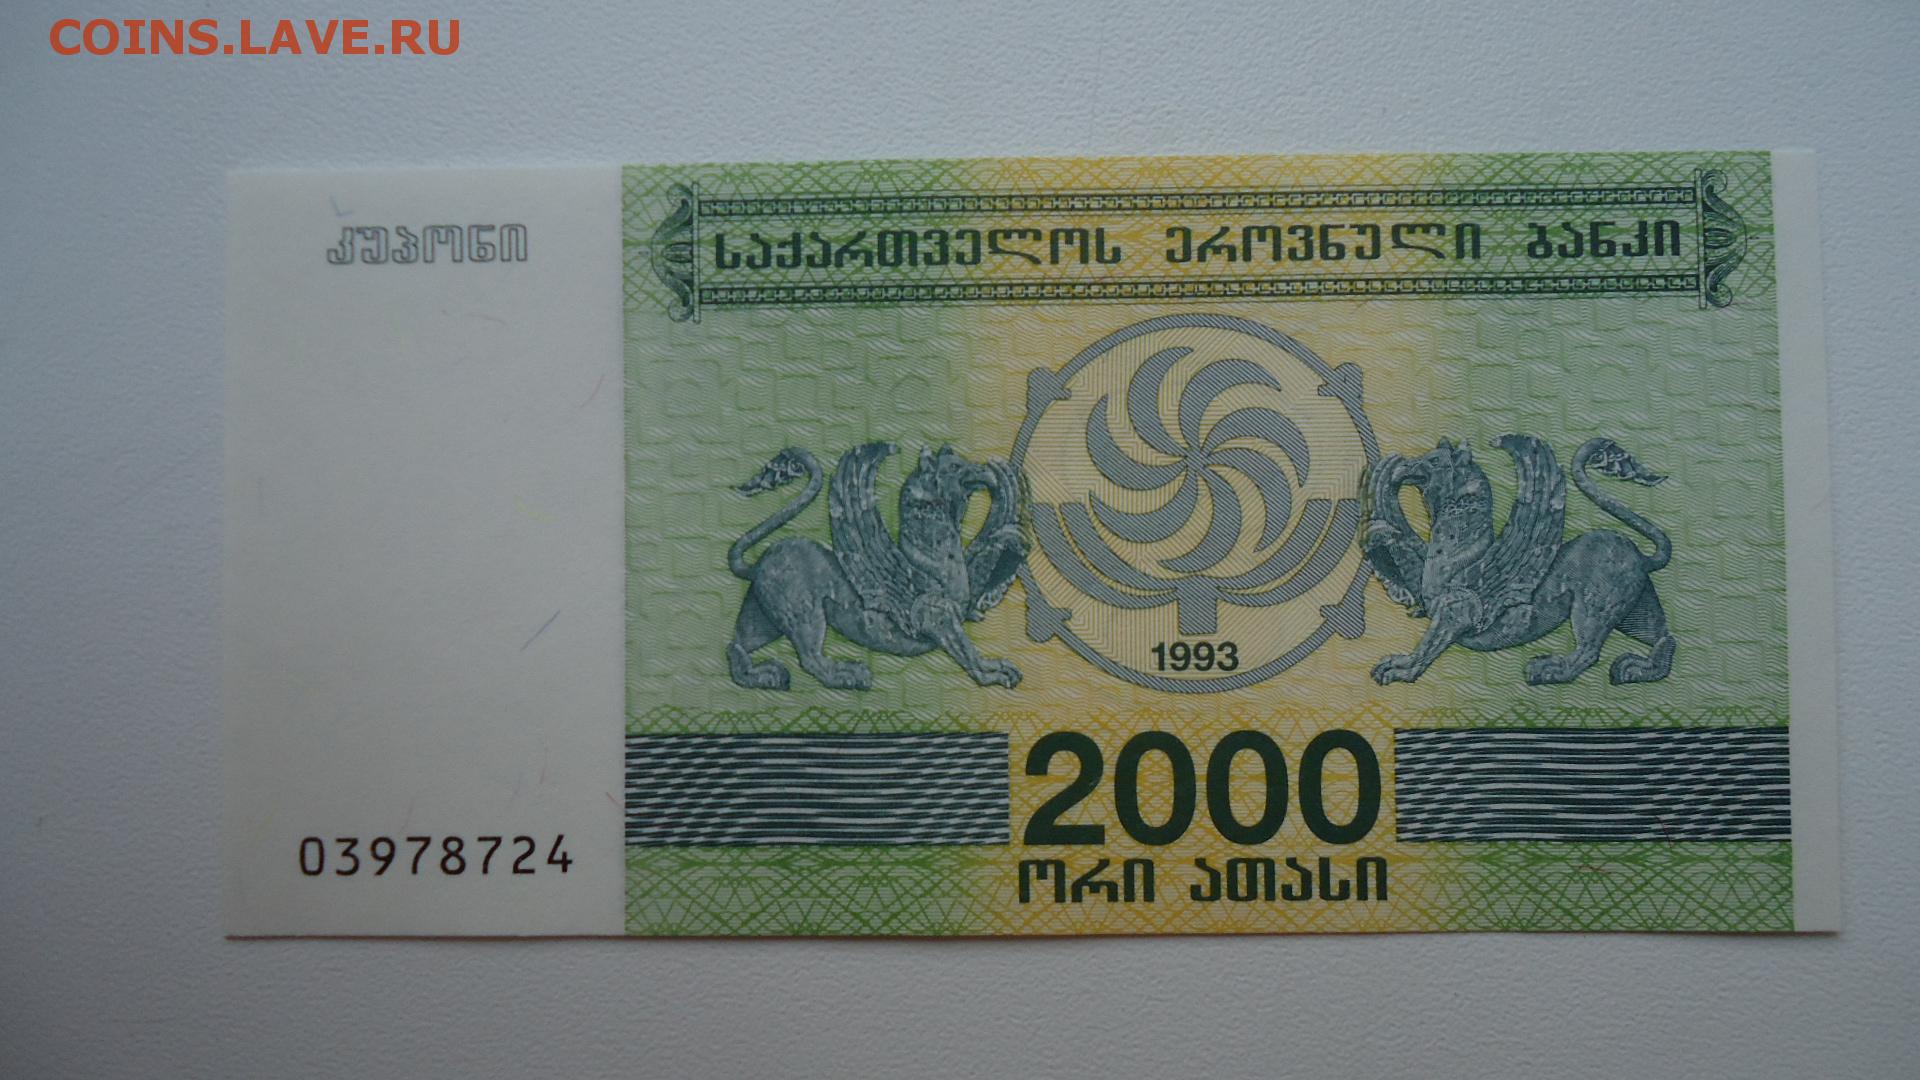 COINS.LAVE.RU
კუპონი
საქართველოს ეროვნული ბანკი
1993
2000
ორი ათასი
03978724